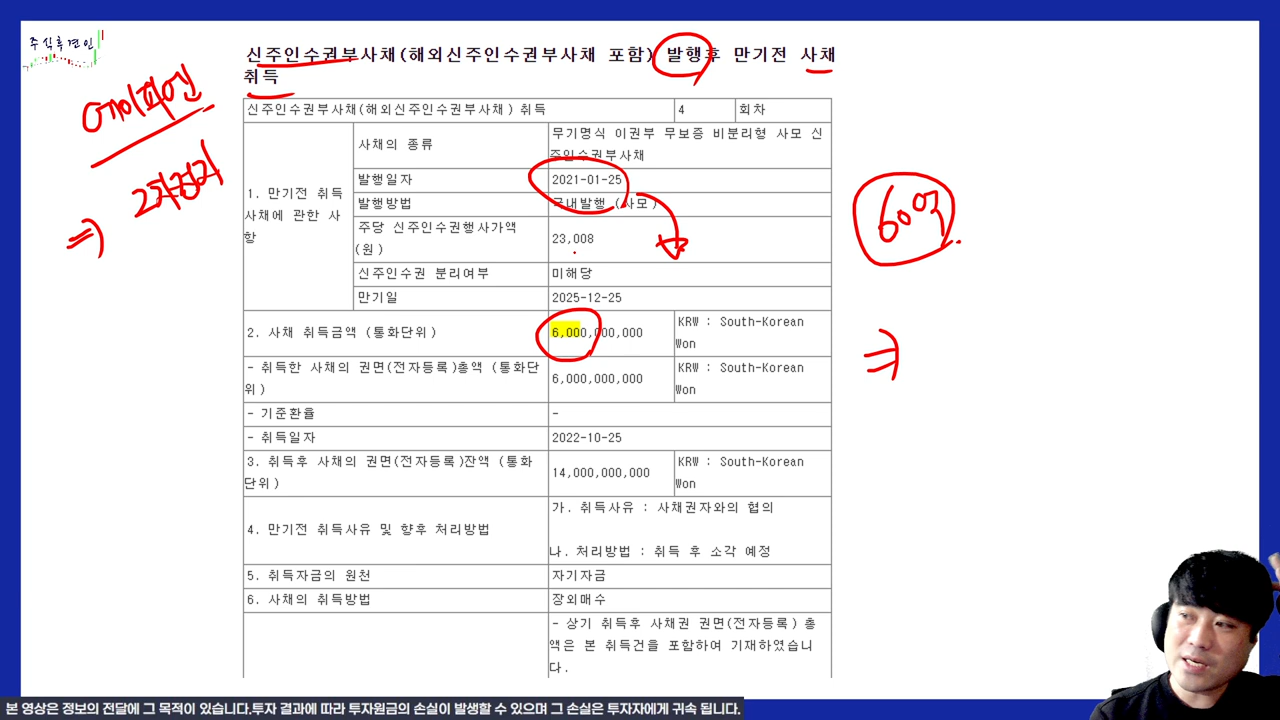 주식후견인
신주인수권부사채(해외신주인수권부사채 포함) 발행후 만기전 사채
취득
에이피엔
2차전지
⇒
60억
⇒
신주인수권부사채(해외신주인수권부사채) 취득 4 회차
1. 만기전 취득
사채에 관한 사
항
사채의 종류
무기명식 이권부 무보증 비분리형 사모 신
주인수권부사채
발행일자 2021-01-25
발행방법 국내발행 (사모)
주당 신주인수권행사가액
(원)
23,008
신주인수권 분리여부 미해당
만기일 2025-12-25
2. 사채 취득금액 (통화단위) 6,000,000,000
KRW : South-Korean
Won
- 취득한 사채의 권면(전자등록)총액 (통화단
위)
6,000,000,000
KRW : South-Korean
Won
- 기준환율 -
- 취득일자 2022-10-25
3. 취득후 사채의 권면(전자등록)잔액 (통화
단위)
14,000,000,000
KRW : South-Korean
Won
4. 만기전 취득사유 및 향후 처리방법
가. 취득사유 : 사채권자와의 협의
나. 처리방법 : 취득 후 소각 예정
5. 취득자금의 원천 자기자금
6. 사채의 취득방법 장외매수
- 상기 취득후 사채권 권면(전자등록) 총
액은 본 취득건을 포함하여 기재하였습니
다.
본 영상은 정보의 전달에 그 목적이 있습니다.투자 결과에 따라 투자원금의 손실이 발생할 수 있으며 그 손실은 투자자에게 귀속 됩니다.